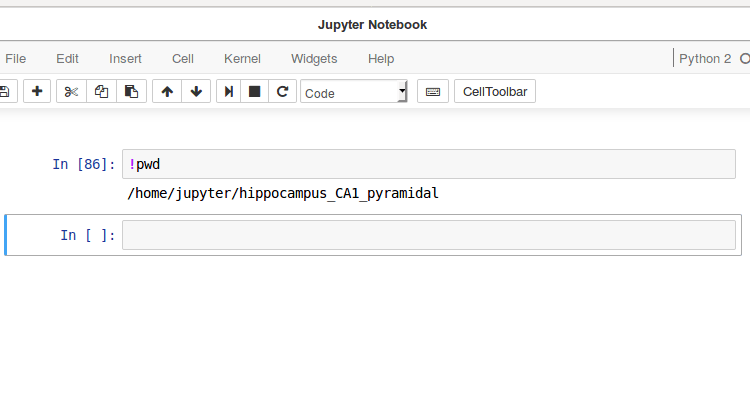 Jupyter Notebook
File Edit Insert Cell Kernel Widgets Help Python 2
Code CellToolbar
In [86]: !pwd
/home/jupyter/hippocampus_CA1_pyramidal
In [ ]: